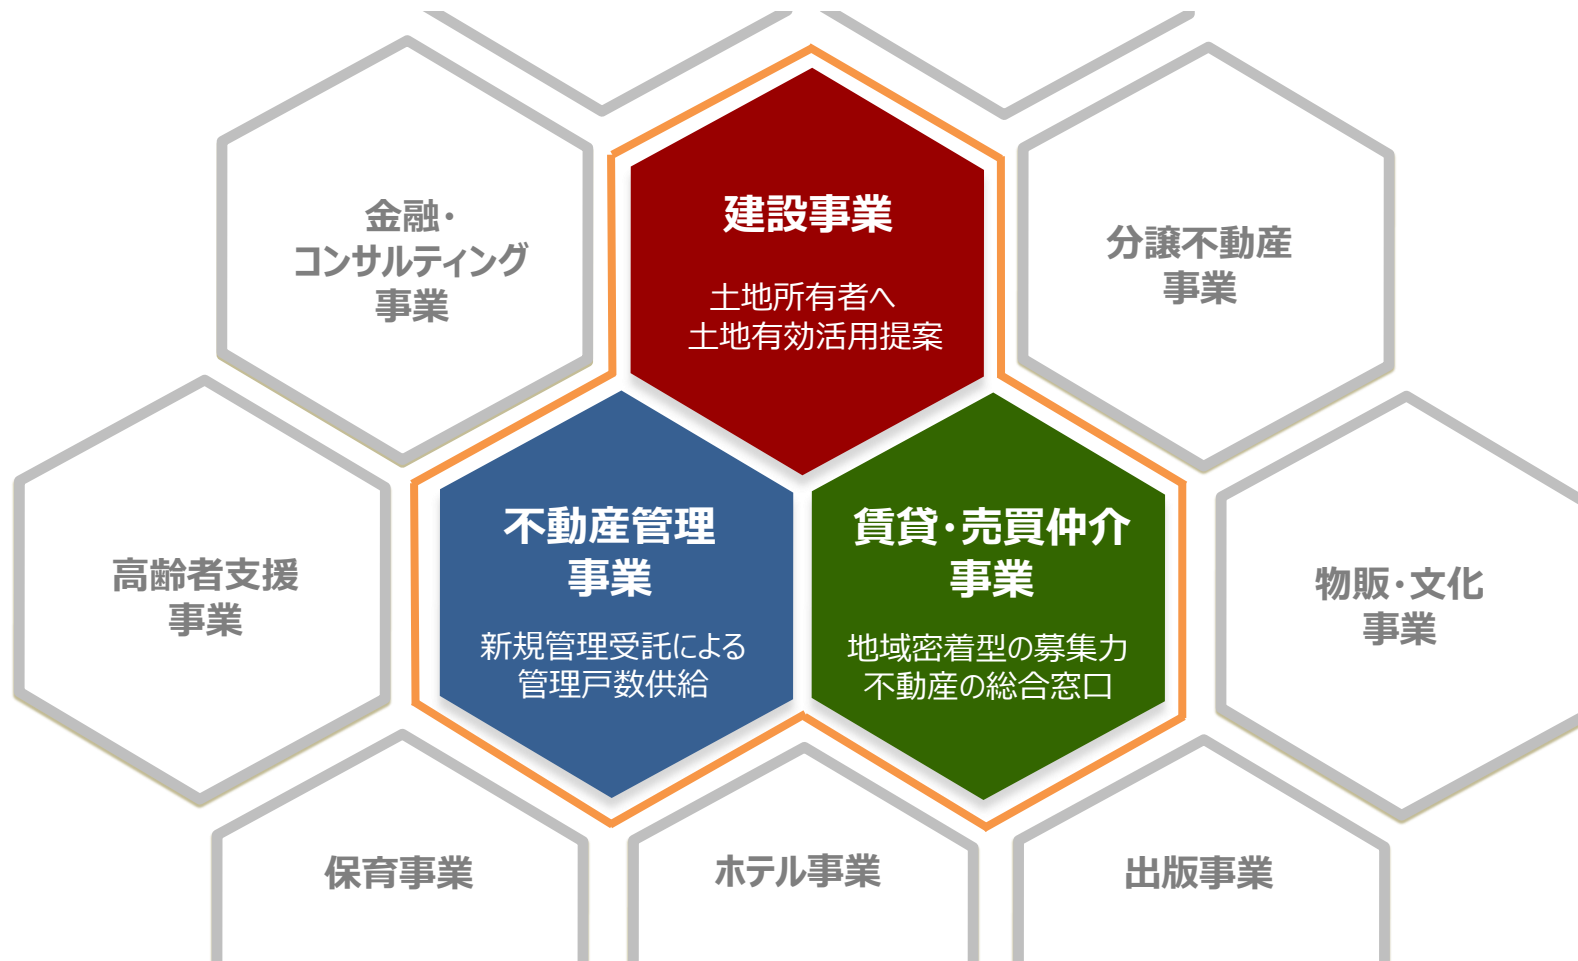 金融・
コンサルティング
事業
建設事業
土地所有者へ
土地有効活用提案
分譲不動産
事業
高齢者支援
事業
不動産管理
事業
新規管理受託による
管理戸数供給
賃貸・売買仲介
事業
地域密着型の募集力
不動産の総合窓口
物販・文化
事業
保育事業
ホテル事業
出版事業